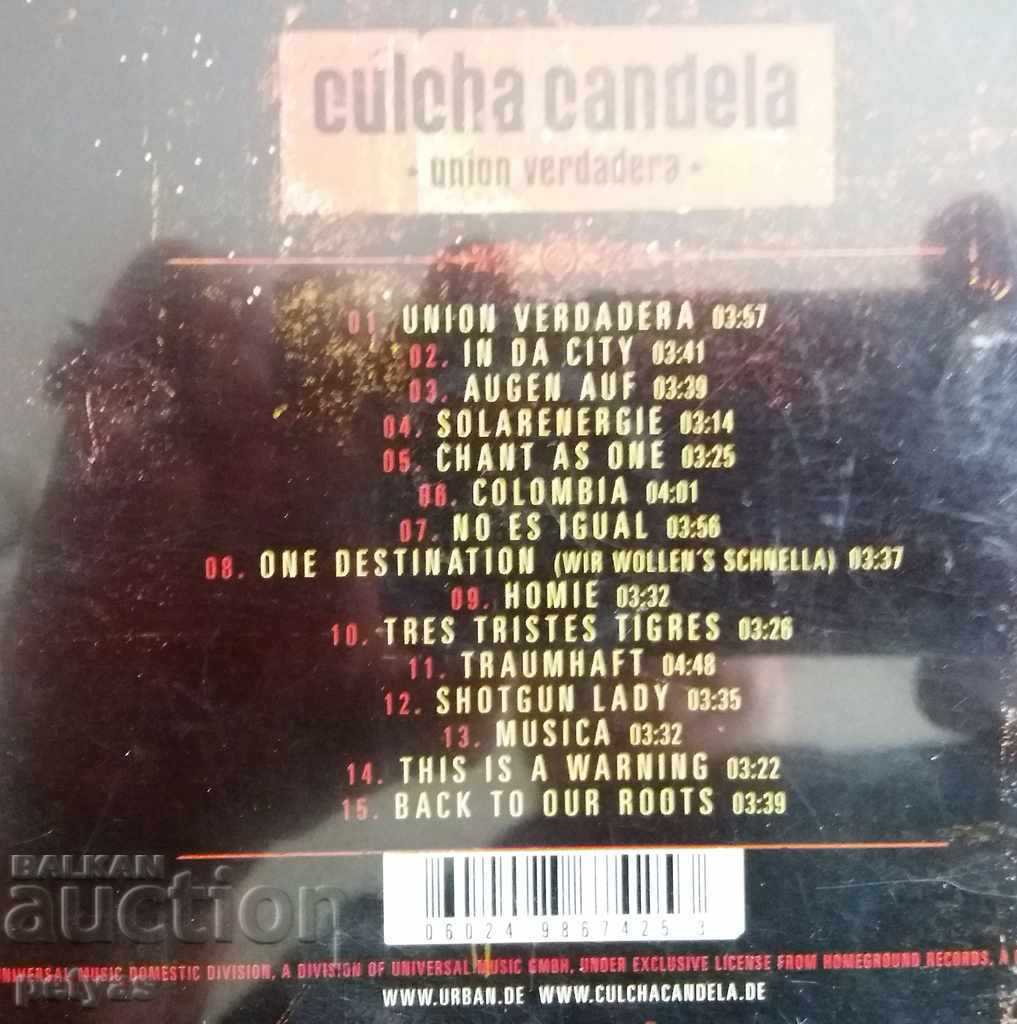 culcha candela
· union verdadera ·
01. UNION VERDADERA 03:57
02. IN DA CITY 03:41
03. AUGEN AUF 03:39
04. SOLARENERGIE 03:14
05. CHANT AS ONE 03:25
06. COLOMBIA 04:01
07. NO ES IGUAL 03:56
08. ONE DESTINATION (WIR WOLLEN'S SCHNELLA) 03:37
09. HOMIE 03:32
10. TRES TRISTES TIGRES 03:26
11. TRAUMHAFT 04:48
12. SHOTGUN LADY 03:35
13. MUSICA 03:32
14. THIS IS A WARNING 03:22
15. BACK TO OUR ROOTS 03:39
BALKAN
auction
06024 9867425 3
UNIVERSAL MUSIC DOMESTIC DIVISION, A DIVISION OF UNIVERSAL MUSIC GMBH, UNDER EXCLUSIVE LICENSE FROM HOMEGROUND RECORDS. A
pelyas
WWW.URBAN.DE WWW.CULCHACANDELA.DE